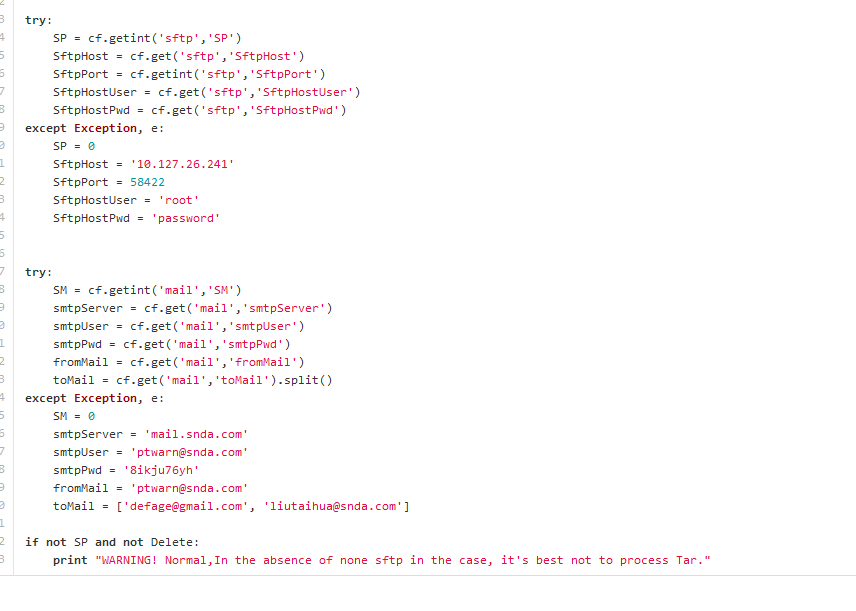 try:
SP = cf.getint('sftp','SP')
SftpHost = cf.get('sftp','SftpHost')
SftpPort = cf.getint('sftp','SftpPort')
SftpHostUser = cf.get('sftp','SftpHostUser')
SftpHostPwd = cf.get('sftp','SftpHostPwd')
except Exception, e:
SP = 0
SftpHost = '10.127.26.241'
SftpPort = 58422
SftpHostUser = 'root'
SftpHostPwd = 'password'
try:
SM = cf.getint('mail','SM')
smtpServer = cf.get('mail','smtpServer')
smtpUser = cf.get('mail','smtpUser')
smtpPwd = cf.get('mail','smtpPwd')
fromMail = cf.get('mail','fromMail')
toMail = cf.get('mail','toMail').split()
except Exception, e:
SM = 0
smtpServer = 'mail.snda.com'
smtpUser = 'ptwarn@snda.com'
smtpPwd = '8ikju76yh'
fromMail = 'ptwarn@snda.com'
toMail = ['defage@gmail.com', 'liutaihua@snda.com']
if not SP and not Delete:
print "WARNING! Normal,In the absence of none sftp in the case, it's best not to process Tar."